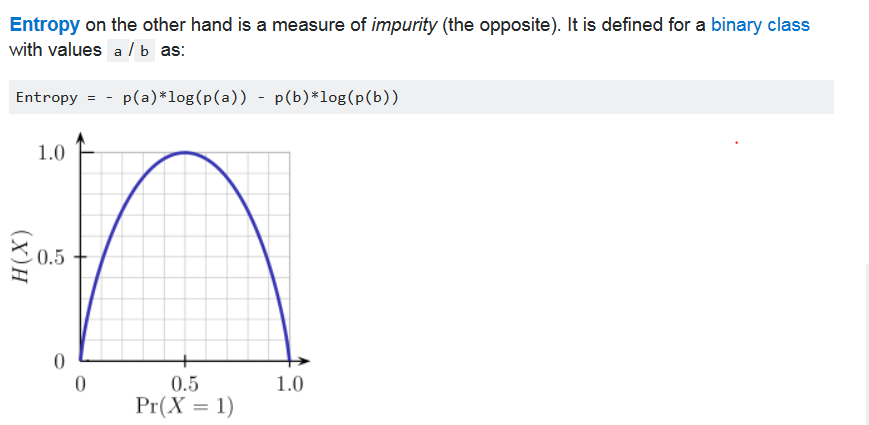 Entropy on the other hand is a measure of impurity (the opposite). It is defined for a binary class
with values a / b as:
Entropy = - p(a)*log(p(a)) - p(b)*log(p(b))
1.0
H(X)
0.5
0
0
0.5
1.0
Pr(X = 1)